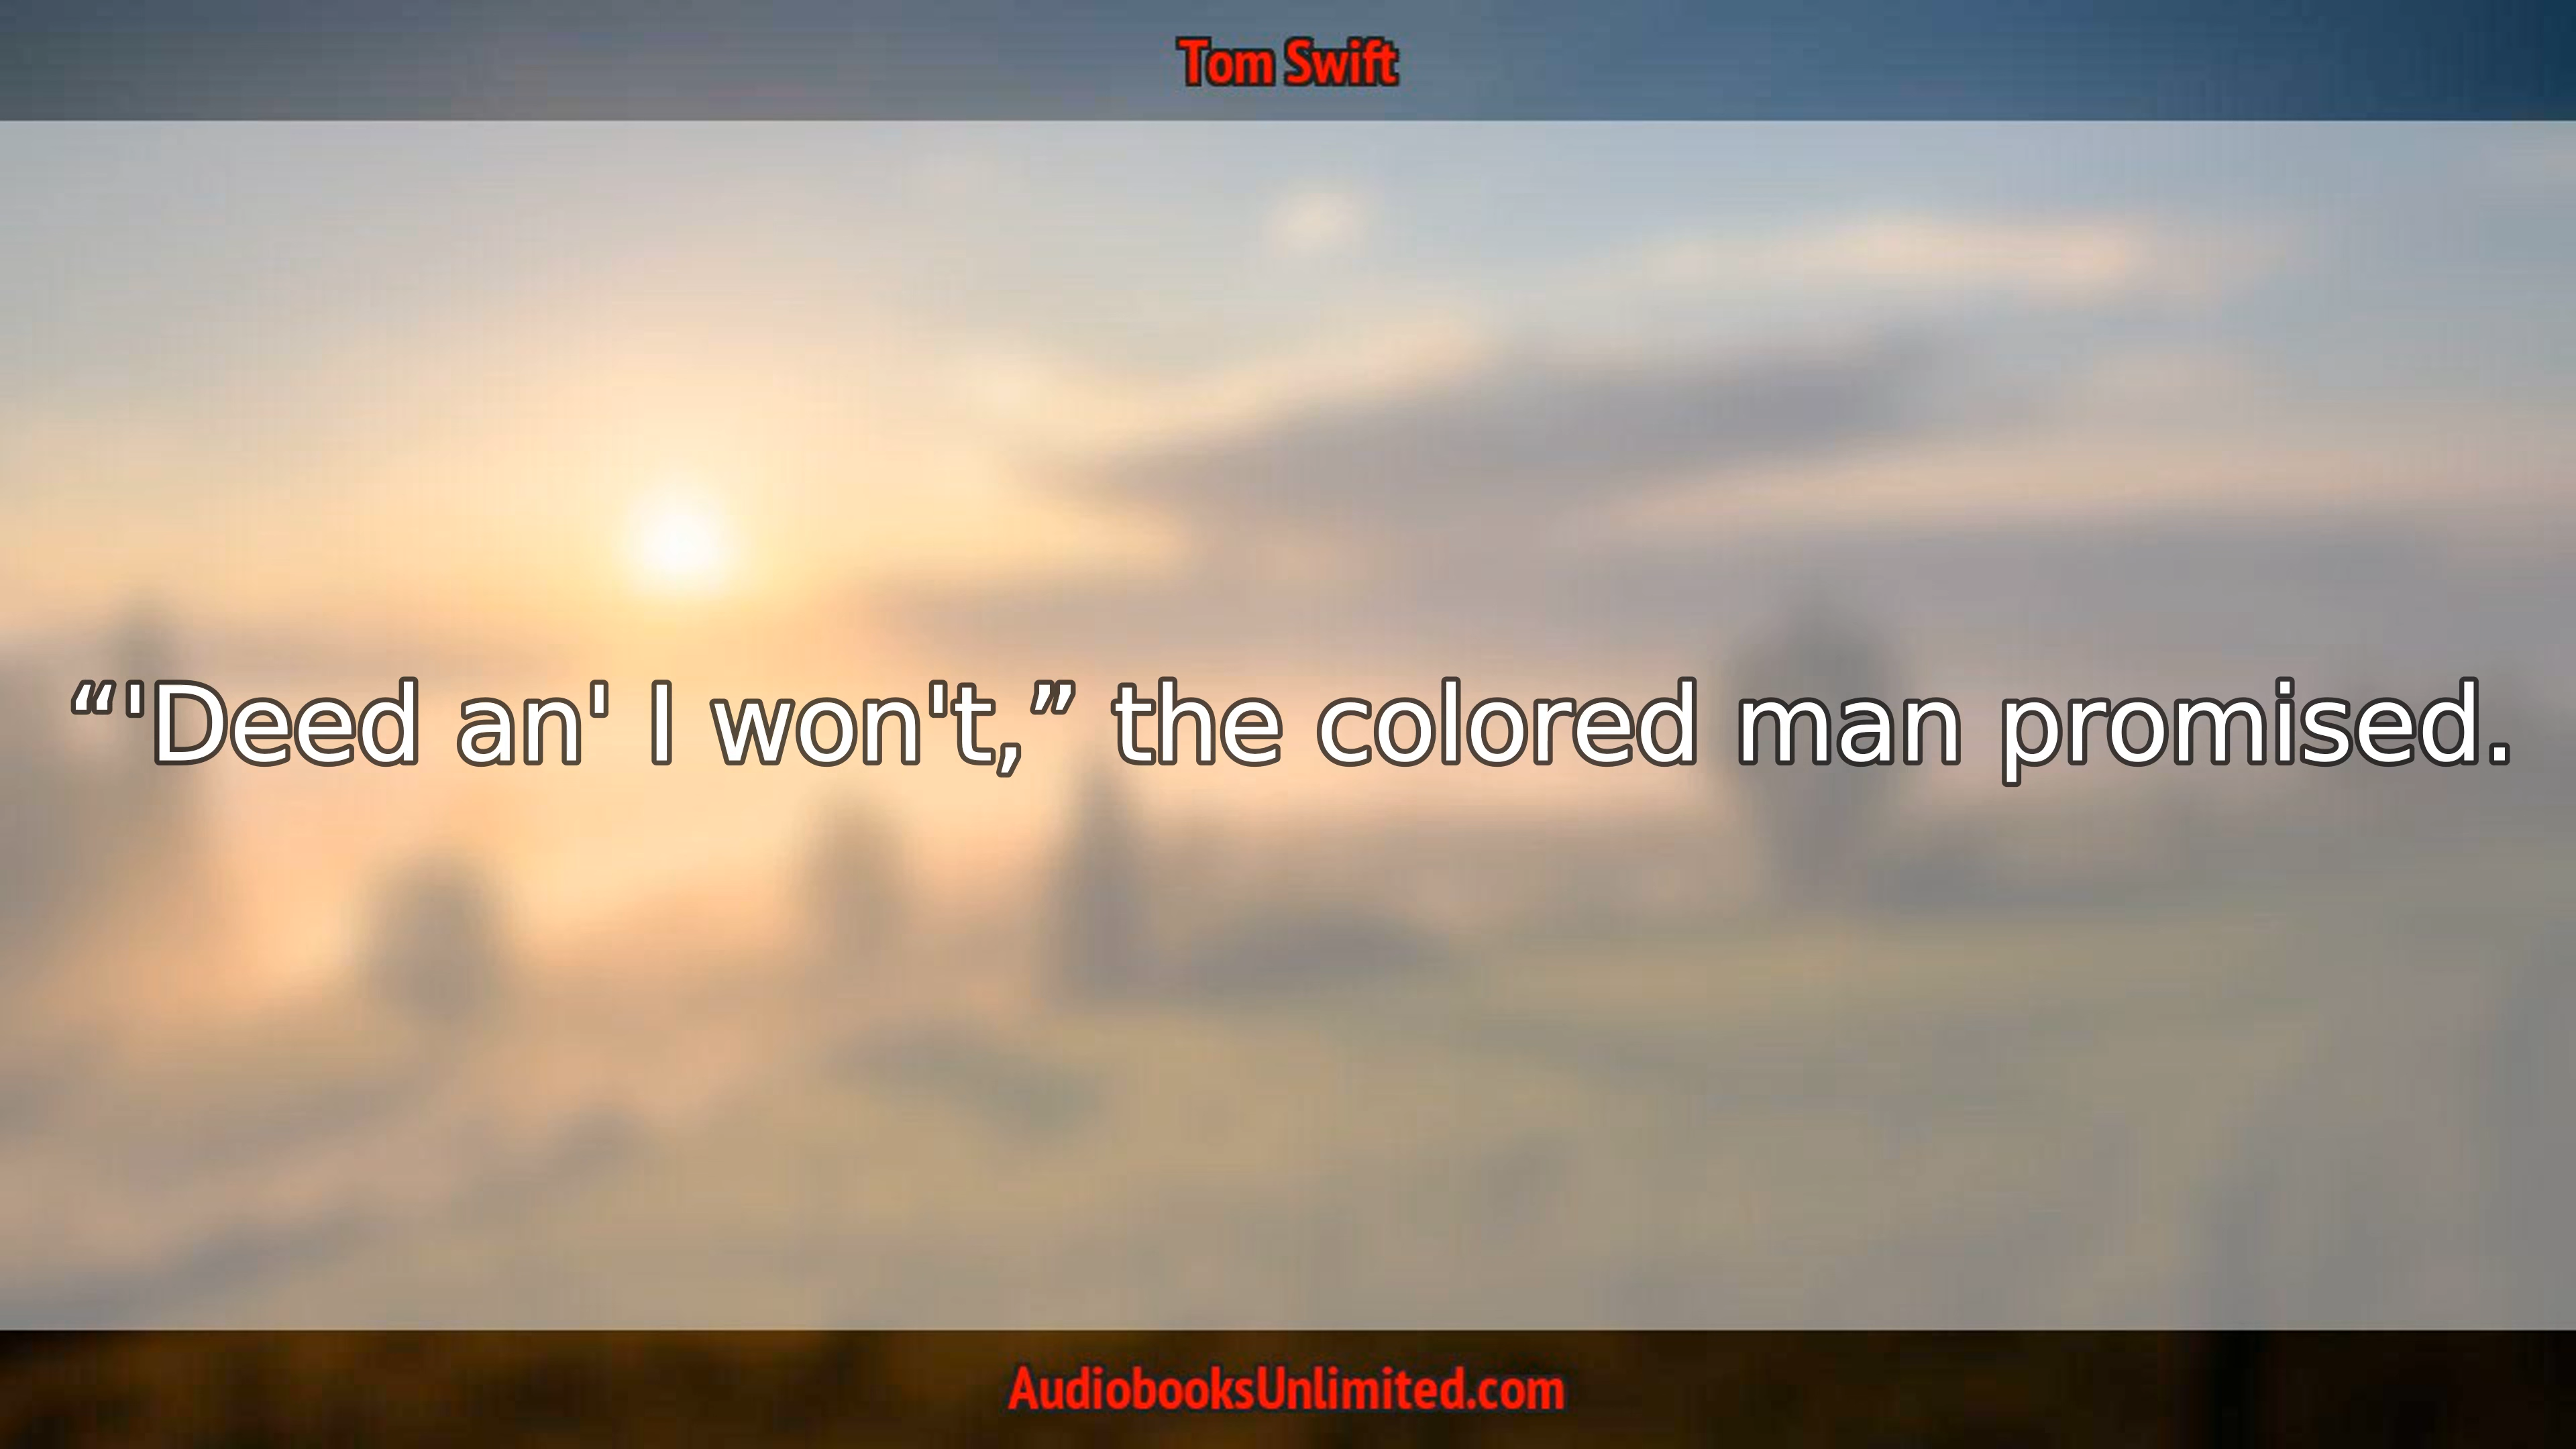 Tom Swift
“'Deed an' I won't,” the colored man promised.
AudiobooksUnlimited.com